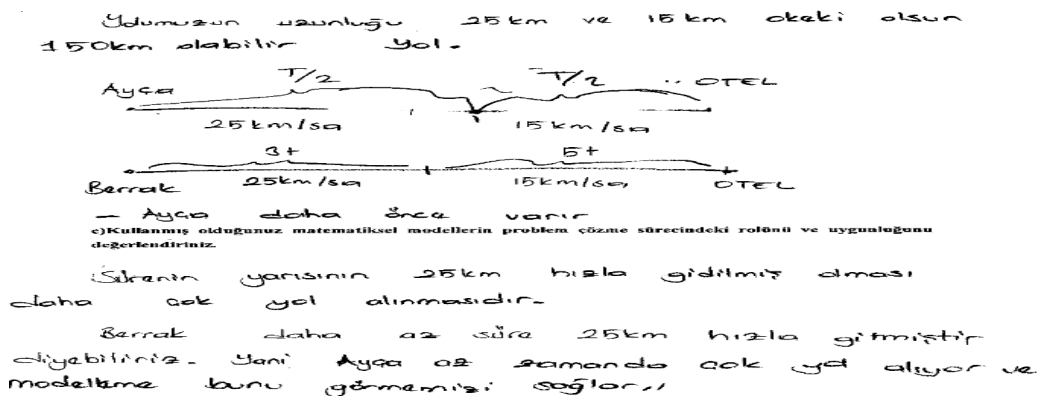 Yolumuzun uzunluğu 25 km ve 15 km okeki olsun
150km olabilir yol.
T/2 T/2
Ayça OTEL
25 km/sa 15 km/sa
3t 5t
Berrak 25km/sa 15km/sa OTEL
— Ayça daha önce varır
c)Kullanmış olduğunuz matematiksel modellerin problem çözme sürecindeki rolünü ve uygunluğunu
değerlendiriniz.
Sürenin yarısının 25km hızla gidilmiş olması
daha çok yol alınmasıdır.
Berrak daha az süre 25km hızla gitmiştir
diyebiliriz. Yani Ayça az zamanda çok yol alıyor ve
modelleme bunu görmemizi sağlar.,